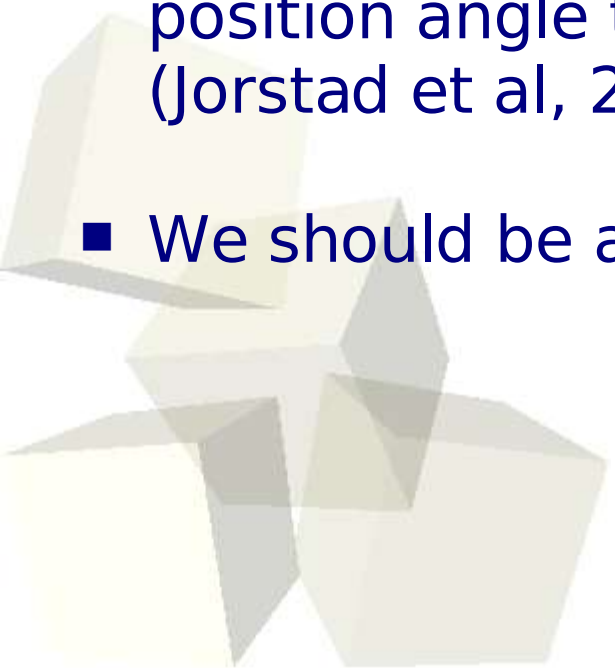 position angle
(Jorstad et al,
■ We should be